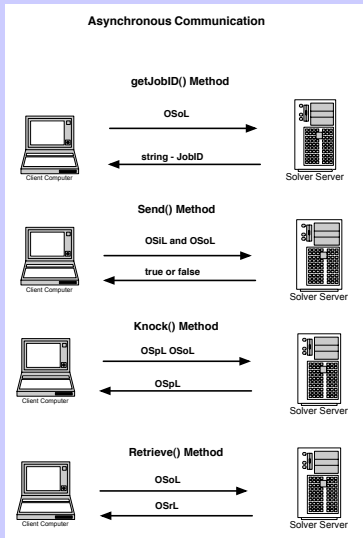 Asynchronous Communication
getJobID() Method
OSoL
string - JobID
Client Computer
Solver Server
Send() Method
OSiL and OSoL
true or false
Client Computer
Solver Server
Knock() Method
OSpL OSoL
OSpL
Client Computer
Solver Server
Retrieve() Method
OSoL
OSrL
Client Computer
Solver Server